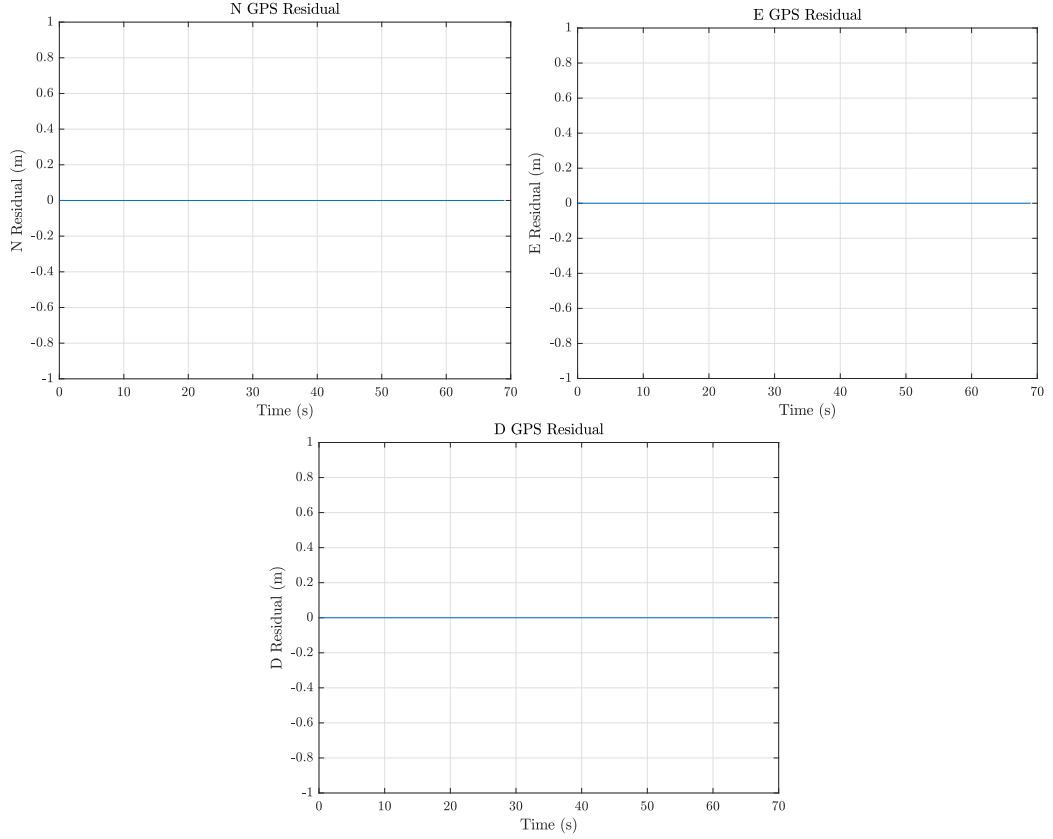 N GPS Residual
1
0.8
0.6
0.4
0.2
0
-0.2
-0.4
-0.6
-0.8
-1
N Residual (m)
0 10 20 30 40 50 60 70
Time (s)
E GPS Residual
1
0.8
0.6
0.4
0.2
0
-0.2
-0.4
-0.6
-0.8
-1
E Residual (m)
0 10 20 30 40 50 60 70
Time (s)
D GPS Residual
1
0.8
0.6
0.4
0.2
0
-0.2
-0.4
-0.6
-0.8
-1
D Residual (m)
0 10 20 30 40 50 60 70
Time (s)